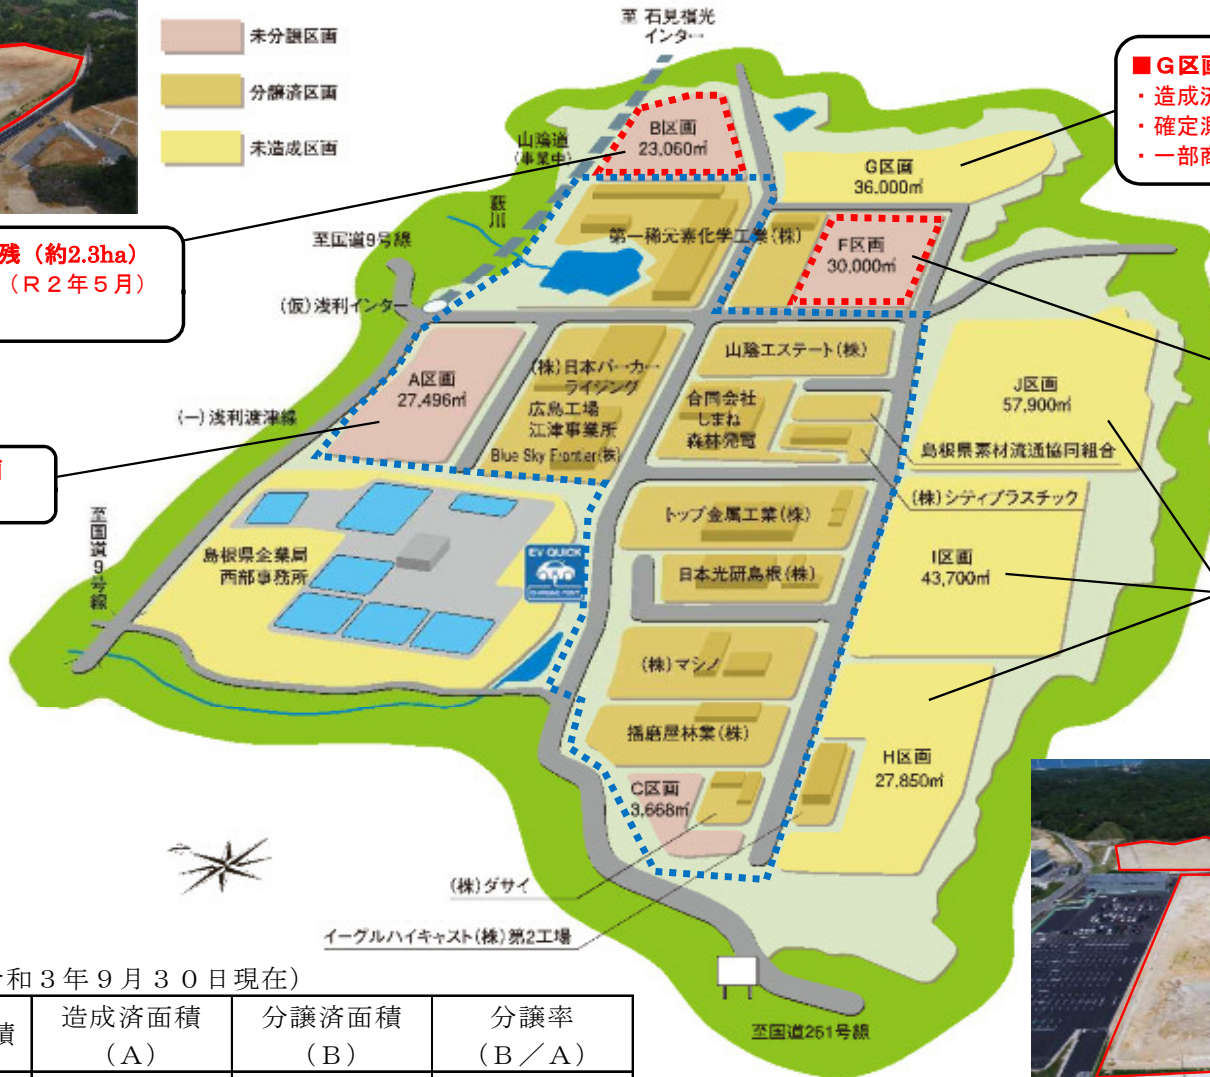 未分譲区画
分譲済区画
未造成区画
至 石見福光
インター
山陰道
(事業中)
B区画
23,060㎡
■G区画
・造成済
・確定測
・一部商
G区画
36.000㎡
敬川
残（約2.3ha）
（R２年５月）
至国道9号線
第一稀元素化学工業(株)
F区画
30.000㎡
(仮)浅利インター
山陰エステート(株)
(株)日本パーカー
ライジング
広島工場
江津事業所
Blue Sky Frontier(株)
A区画
27,496㎡
合同会社
しまね
森林発電
J区画
57,900㎡
(一)浅利渡津線
島根県素材流通協同組合
(株)シティプラスチック
至国道9号線
トップ金属工業(株)
島根県企業局
西部事務所
EV QUICK
CHARGING POINT
日本光研島根(株)
I区画
43,700㎡
(株)マシノ
播磨屋林業(株)
H区画
27,850㎡
C区画
3,668㎡
(株)ダサイ
イーグルハイキャスト(株)第2工場
至国道261号線
和３年９月３０日現在）
積
造成済面積
（A）
分譲済面積
（B）
分譲率
（B／A）